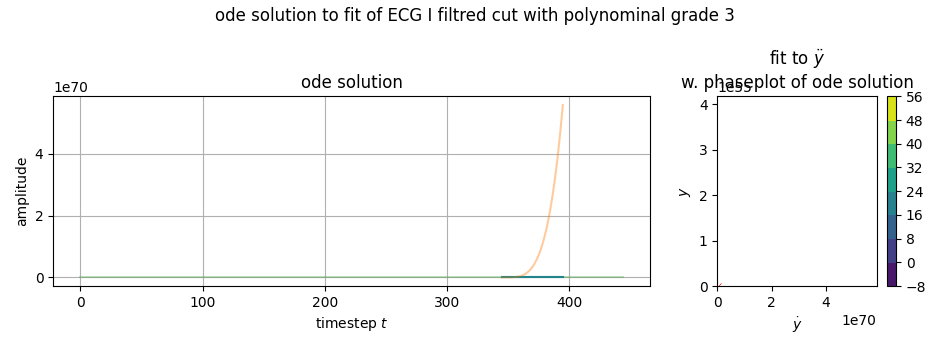 ode solution to fit of ECG I filtred cut with polynominal grade 3
ode solution
1e70
amplitude
4
2
0
0 100 200 300 400
timestep t
fit to ÿ
w. phaseplot of ode solution
y
4
3
2
1
0
0 2 4
1e70
ẏ
56
48
40
32
24
16
8
0
−8